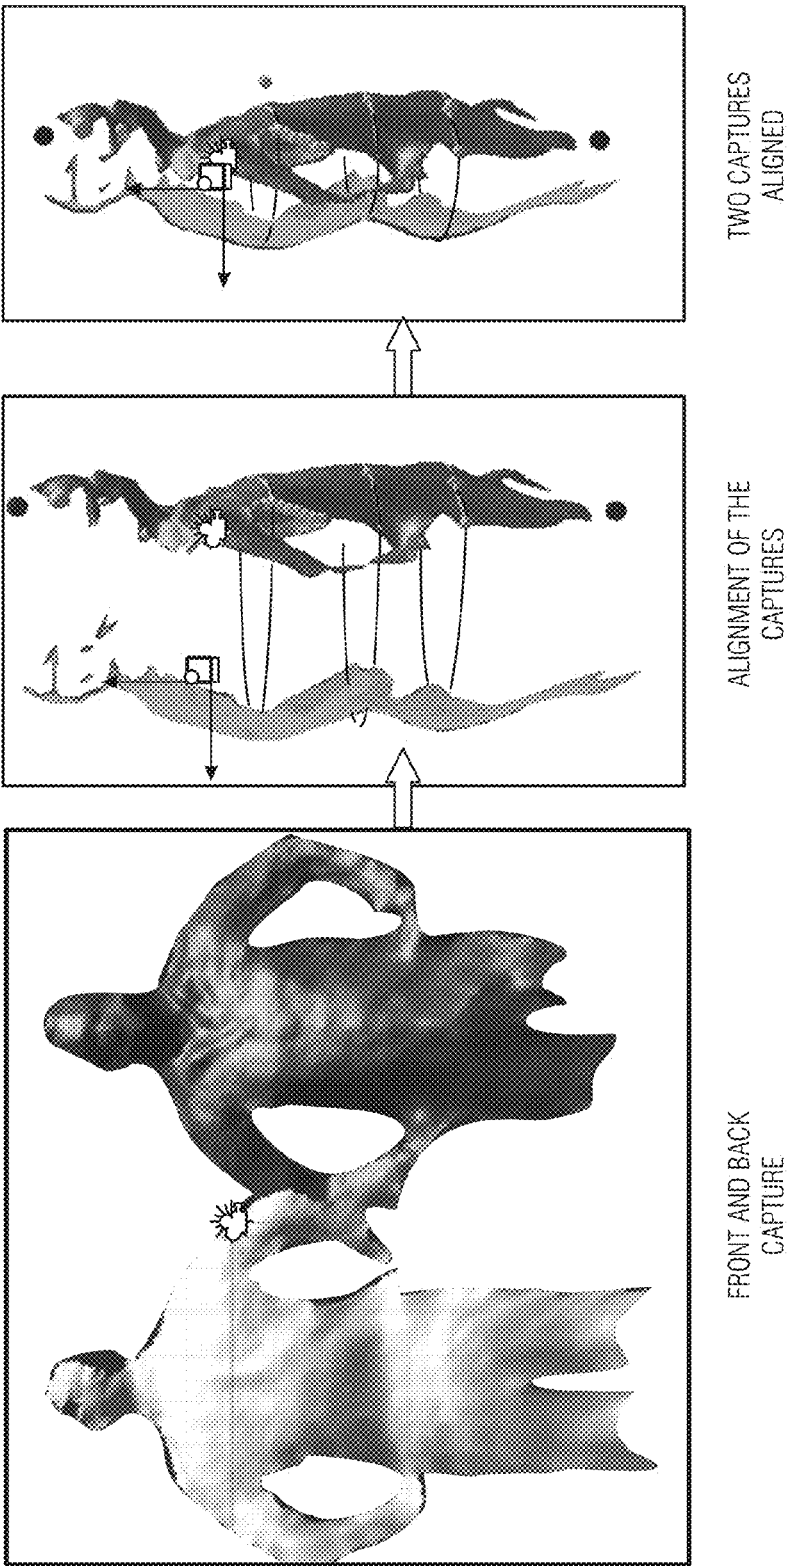 FRONT AND BACK
CAPTURE
ALIGNMENT OF THE
CAPTURES
TWO CAPTURES
ALIGNED